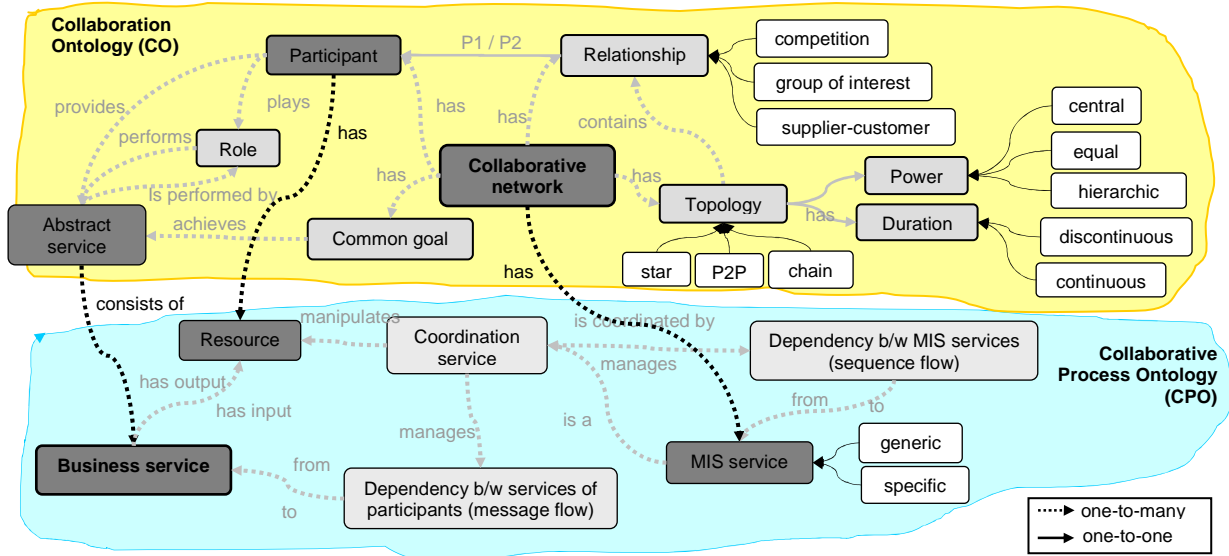 Collaboration
Ontology (CO)
Participant
P1 / P2
Relationship
competition
group of interest
supplier-customer
provides
plays
has
has
has
contains
central
equal
hierarchic
performs
Role
Is performed by
Collaborative
network
has
has
Topology
Power
has
Duration
Abstract
service
achieves
Common goal
has
star
P2P
chain
discontinuous
continuous
consists of
Resource
manipulates
Coordination
service
is coordinated by
manages
Dependency b/w MIS services
(sequence flow)
Collaborative
Process Ontology
(CPO)
has output
has input
from
to
is a
manages
Business service
from
to
Dependency b/w services of
participants (message flow)
MIS service
generic
specific
one-to-many
one-to-one